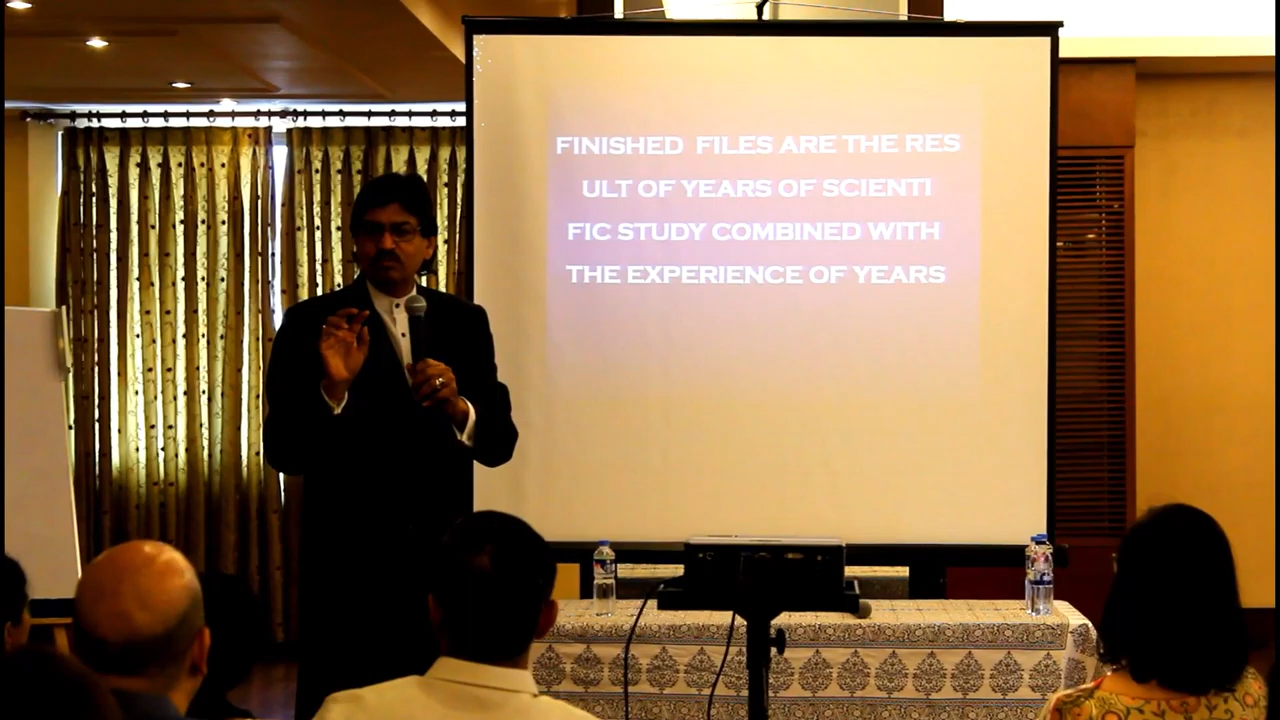 FINISHED FILES ARE THE RES
ULT OF YEARS OF SCIENTI
FIC STUDY COMBINED WITH
THE EXPERIENCE OF YEARS